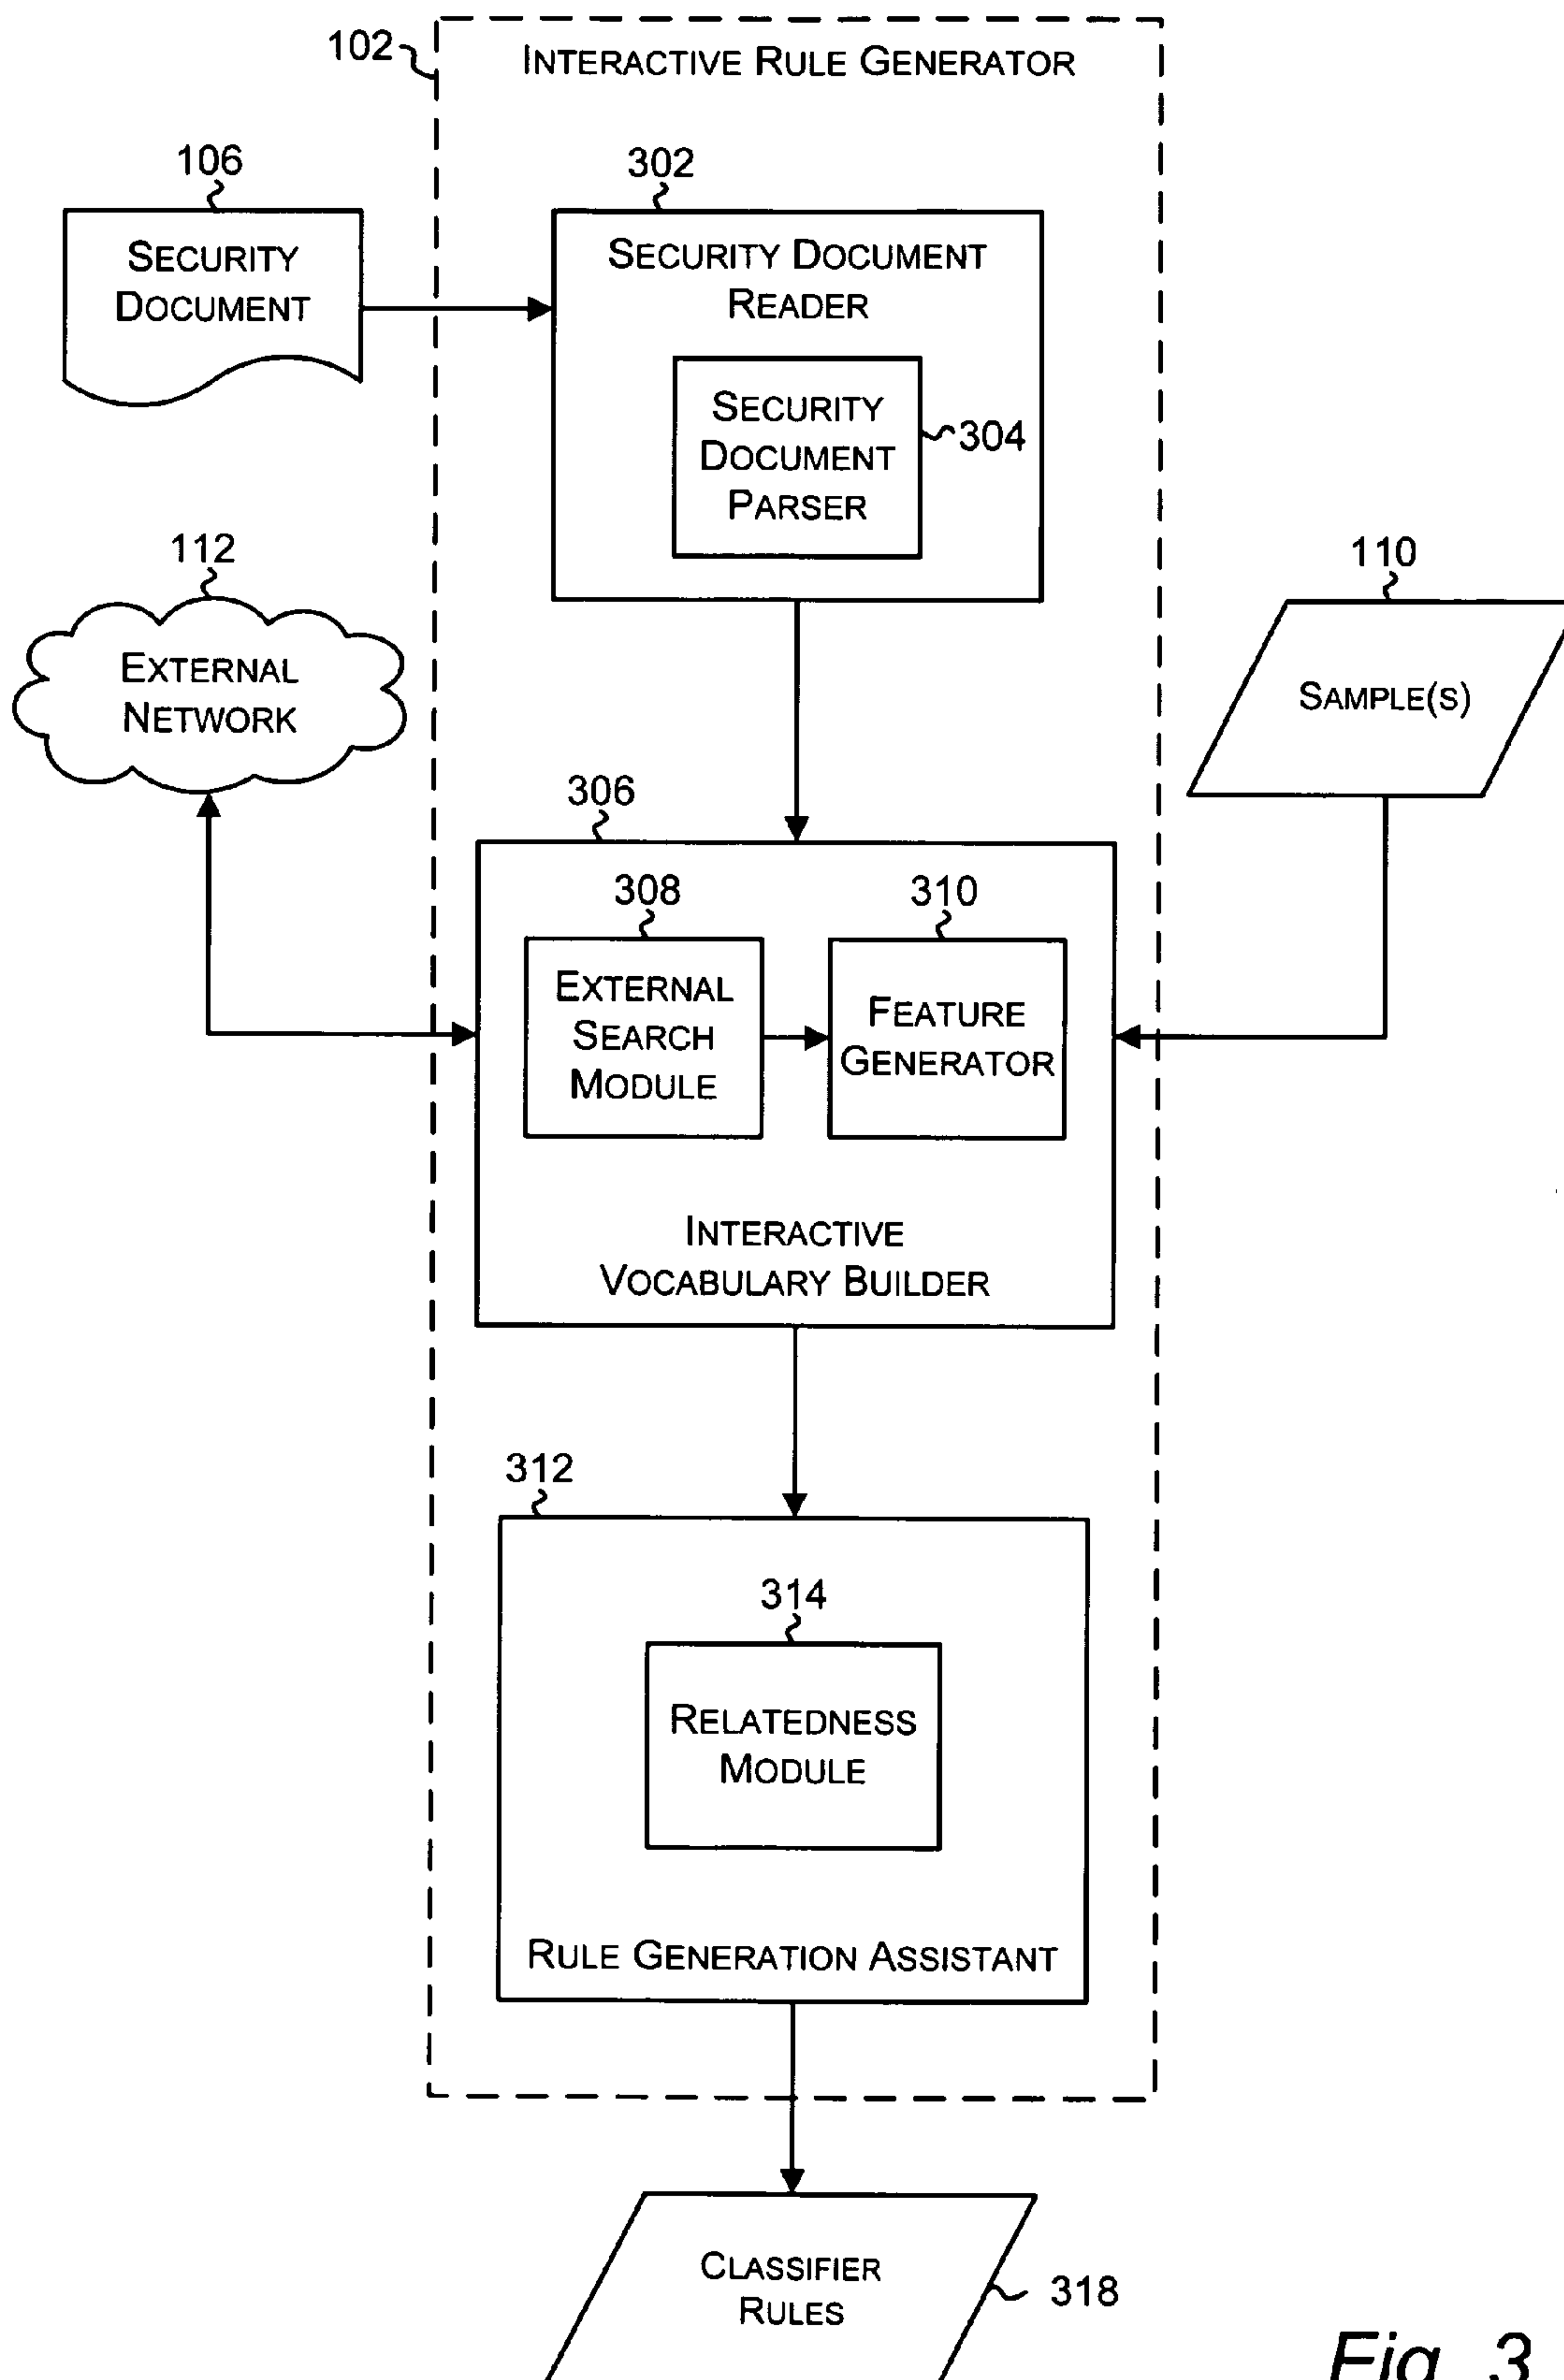 102
INTERACTIVE RULE GENERATOR
106
302
SECURITY
DOCUMENT
SECURITY DOCUMENT
READER
SECURITY
DOCUMENT
PARSER
304
112
110
EXTERNAL
NETWORK
SAMPLE(S)
306
308
310
EXTERNAL
SEARCH
MODULE
FEATURE
GENERATOR
INTERACTIVE
VOCABULARY BUILDER
312
314
RELATEDNESS
MODULE
RULE GENERATION ASSISTANT
CLASSIFIER
RULES
318
Fig. 3